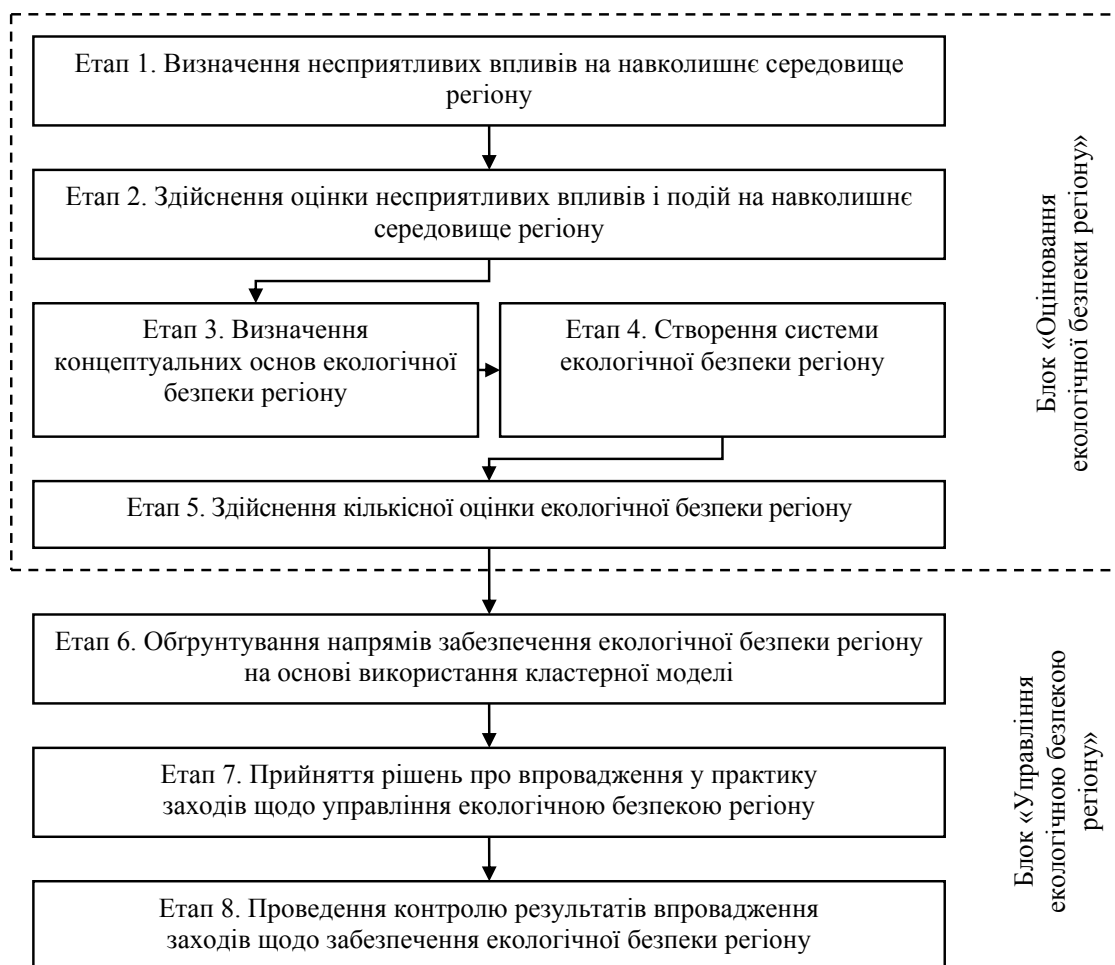 Етап 1. Визначення несприятливих впливів на навколишнє середовище
регіону
Етап 2. Здійснення оцінки несприятливих впливів і подій на навколишнє
середовище регіону
Етап 3. Визначення
концептуальних основ екологічної
безпеки регіону
Етап 4. Створення системи
екологічної безпеки регіону
Етап 5. Здійснення кількісної оцінки екологічної безпеки регіону
Блок «Оцінювання
екологічної безпеки регіону»
Етап 6. Обґрунтування напрямів забезпечення екологічної безпеки регіону
на основі використання кластерної моделі
Етап 7. Прийняття рішень про впровадження у практику
заходів щодо управління екологічною безпекою регіону
Етап 8. Проведення контролю результатів впровадження
заходів щодо забезпечення екологічної безпеки регіону
Блок «Управління
екологічною безпекою
регіону»